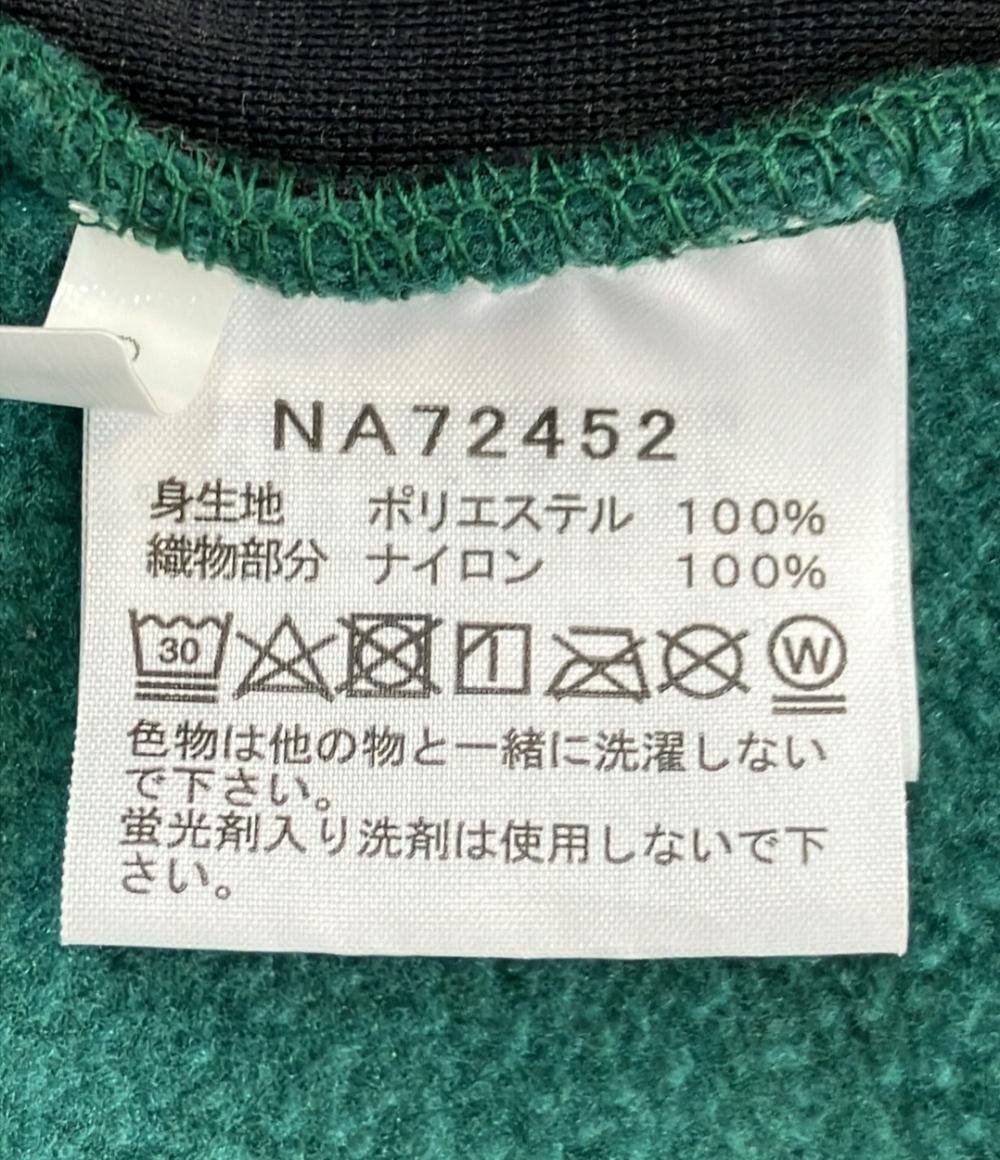 NA72452
身生地 ポリエステル 100%
織物部分 ナイロン 100%
30 W
色物は他の物と一緒に洗濯しない
で下さい。
蛍光剤入り洗剤は使用しないで下
さい。